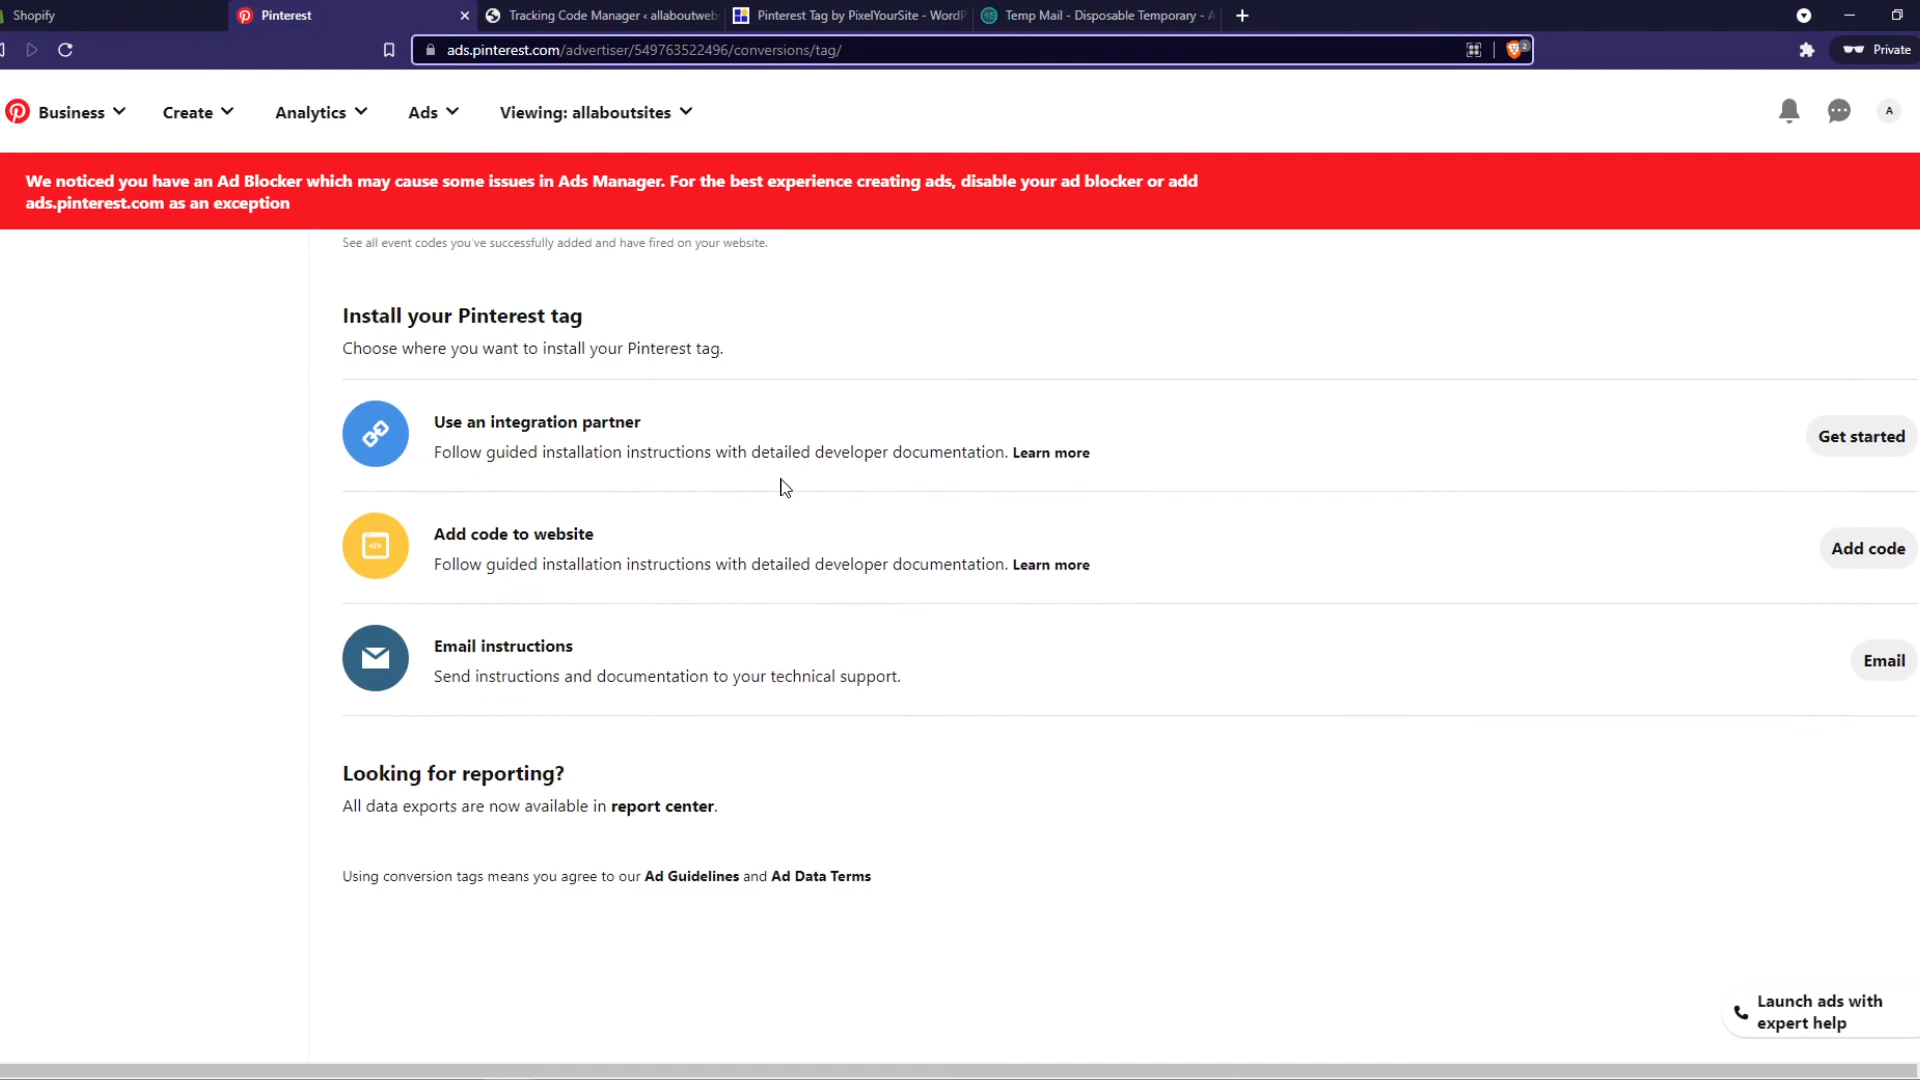 Shopify
Pinterest
Tracking Code Manager ‹ allaboutweb
Pinterest Tag by PixelYourSite - WordP
Temp Mail - Disposable Temporary - A
ads.pinterest.com/advertiser/549763522496/conversions/tag/
2
Private
Business
Create
Analytics
Ads
Viewing: allaboutsites
A
We noticed you have an Ad Blocker which may cause some issues in Ads Manager. For the best experience creating ads, disable your ad blocker or add
ads.pinterest.com as an exception
See all event codes you've successfully added and have fired on your website.
Install your Pinterest tag
Choose where you want to install your Pinterest tag.
Use an integration partner
Follow guided installation instructions with detailed developer documentation. Learn more
Get started
Add code to website
Follow guided installation instructions with detailed developer documentation. Learn more
Add code
Email instructions
Send instructions and documentation to your technical support.
Email
Looking for reporting?
All data exports are now available in report center.
Using conversion tags means you agree to our Ad Guidelines and Ad Data Terms
Launch ads with
expert help